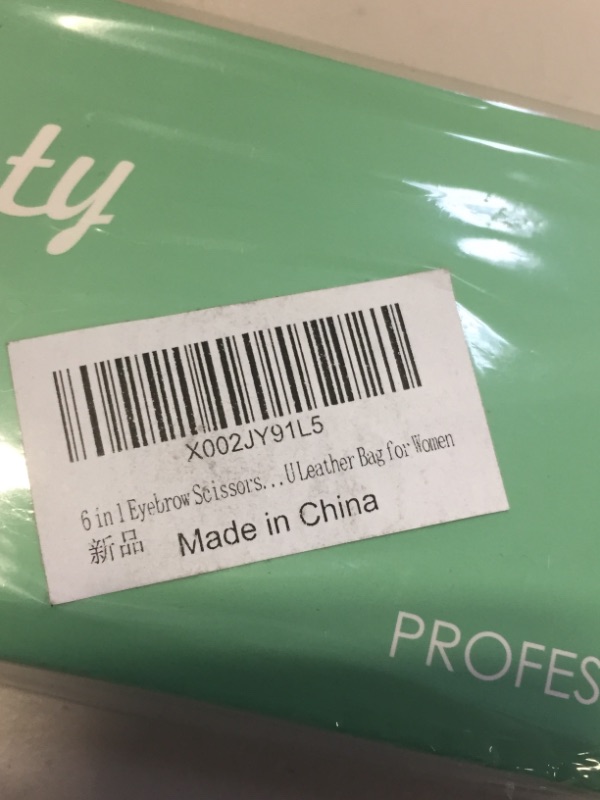 ty
X002JY91L5
6 in 1 Eyebrow Scissors...U Leather Bag for Women
新品 Made in China
PROFES